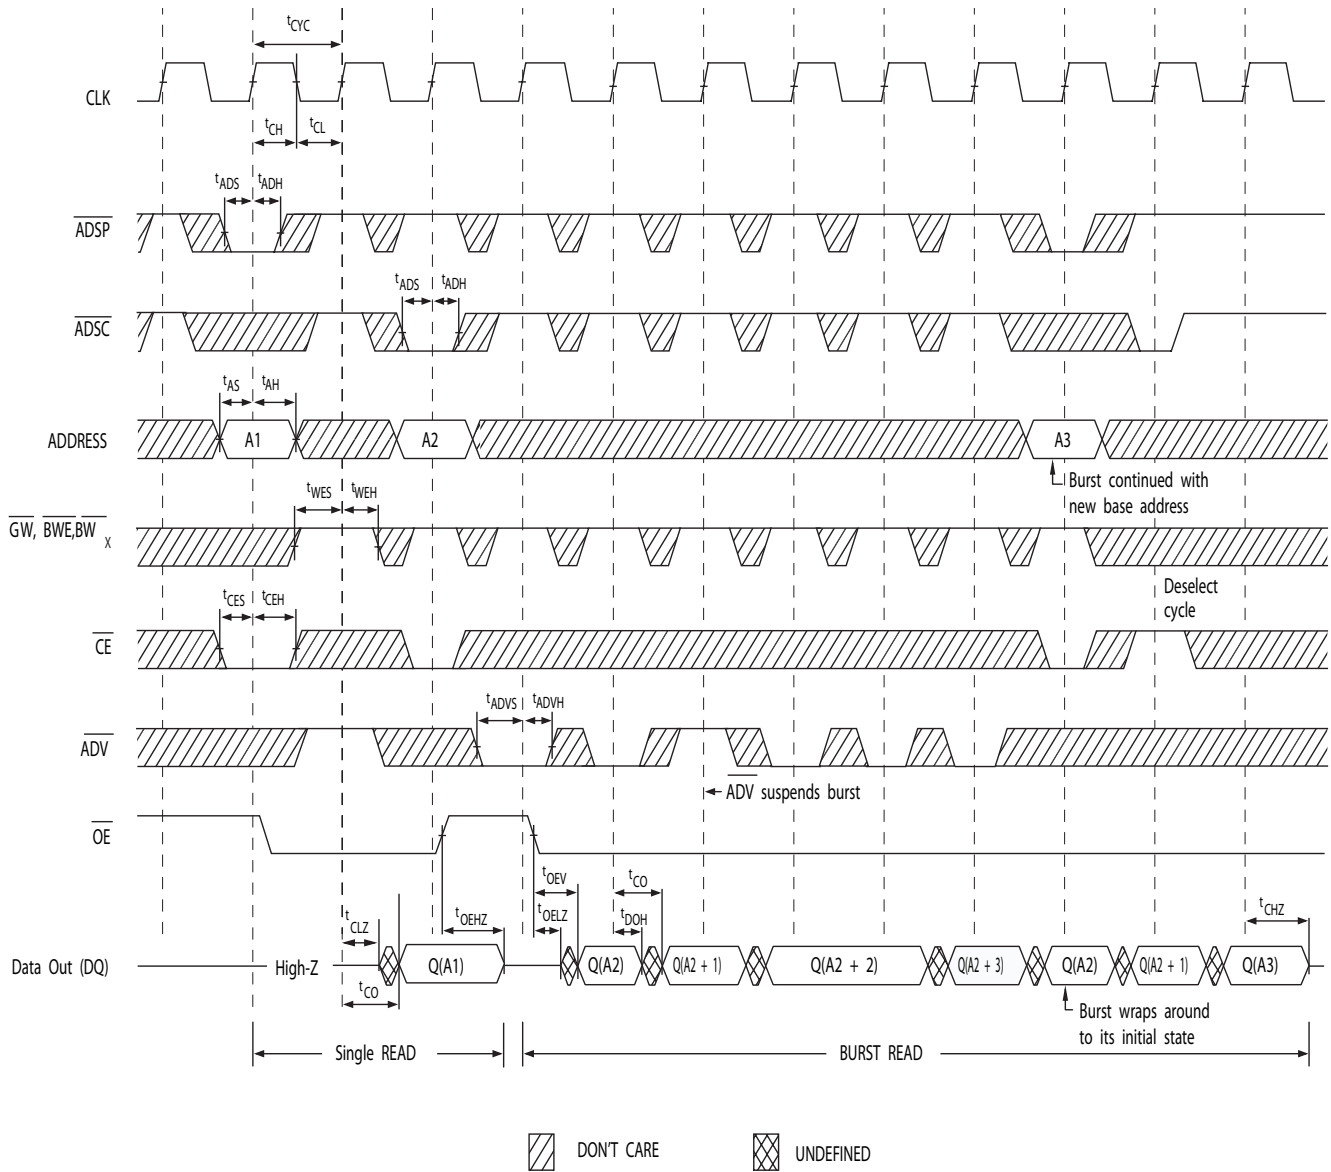 tCYC
CLK
tCH tCL
tADS tADH
ADSP
tADS tADH
ADSC
tAS tAH
ADDRESS A1 A2 A3
Burst continued with
new base address
tWES tWEH
GW, BWE,BW X
Deselect
cycle
tCES tCEH
CE
tADVS tADVH
ADV
ADV suspends burst
OE
tOEV tCO
tCLZ tOEHZ tOELZ tDOH tCHZ
Data Out (DQ) High-Z Q(A1) Q(A2) Q(A2 + 1) Q(A2 + 2) Q(A2 + 3) Q(A2) Q(A2 + 1) Q(A3)
tCO
Burst wraps around
to its initial state
Single READ BURST READ
DON'T CARE UNDEFINED